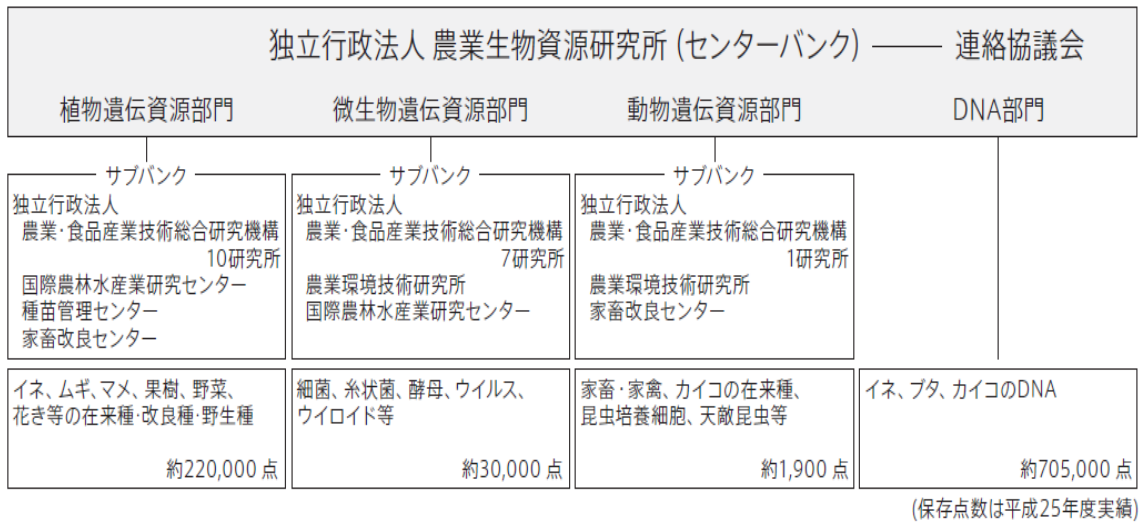 独立行政法人 農業生物資源研究所 (センターバンク) 連絡協議会
植物遺伝資源部門
微生物遺伝資源部門
動物遺伝資源部門
DNA部門
サブバンク
独立行政法人
農業・食品産業技術総合研究機構
10研究所
国際農林水産業研究センター
種苗管理センター
家畜改良センター
サブバンク
独立行政法人
農業・食品産業技術総合研究機構
7研究所
農業環境技術研究所
国際農林水産業研究センター
サブバンク
独立行政法人
農業・食品産業技術総合研究機構
1研究所
農業環境技術研究所
家畜改良センター
イネ、ムギ、マメ、果樹、野菜、
花き等の在来種・改良種・野生種
約220,000 点
細菌、糸状菌、酵母、ウイルス、
ウイロイド等
約30,000 点
家畜・家禽、カイコの在来種、
昆虫培養細胞、天敵昆虫等
約1,900 点
イネ、ブタ、カイコのDNA
約705,000 点
(保存点数は平成25年度実績)